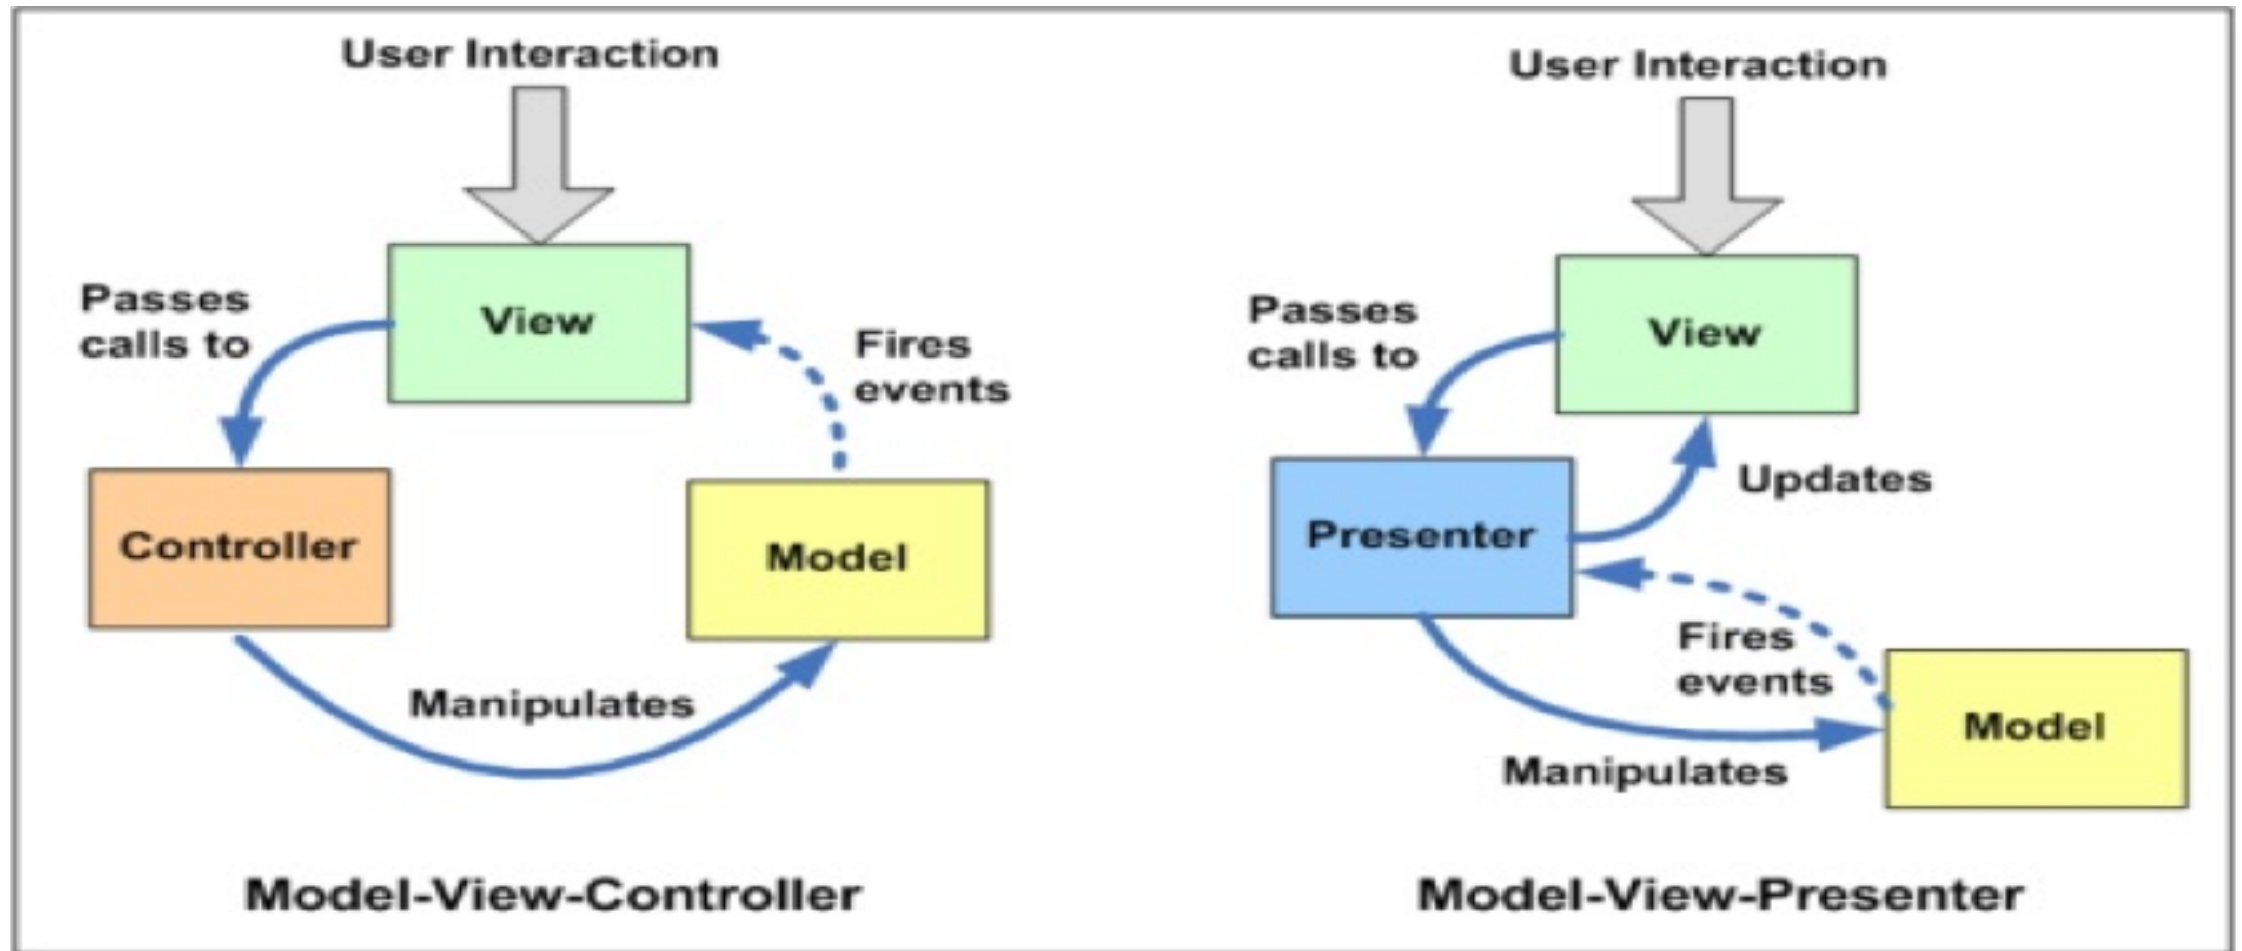 User Interaction
View
Passes
calls to
Fires
events
Controller
Model
Manipulates
Model-View-Controller
User Interaction
View
Passes
calls to
Updates
Presenter
Fires
events
Model
Manipulates
Model-View-Presenter